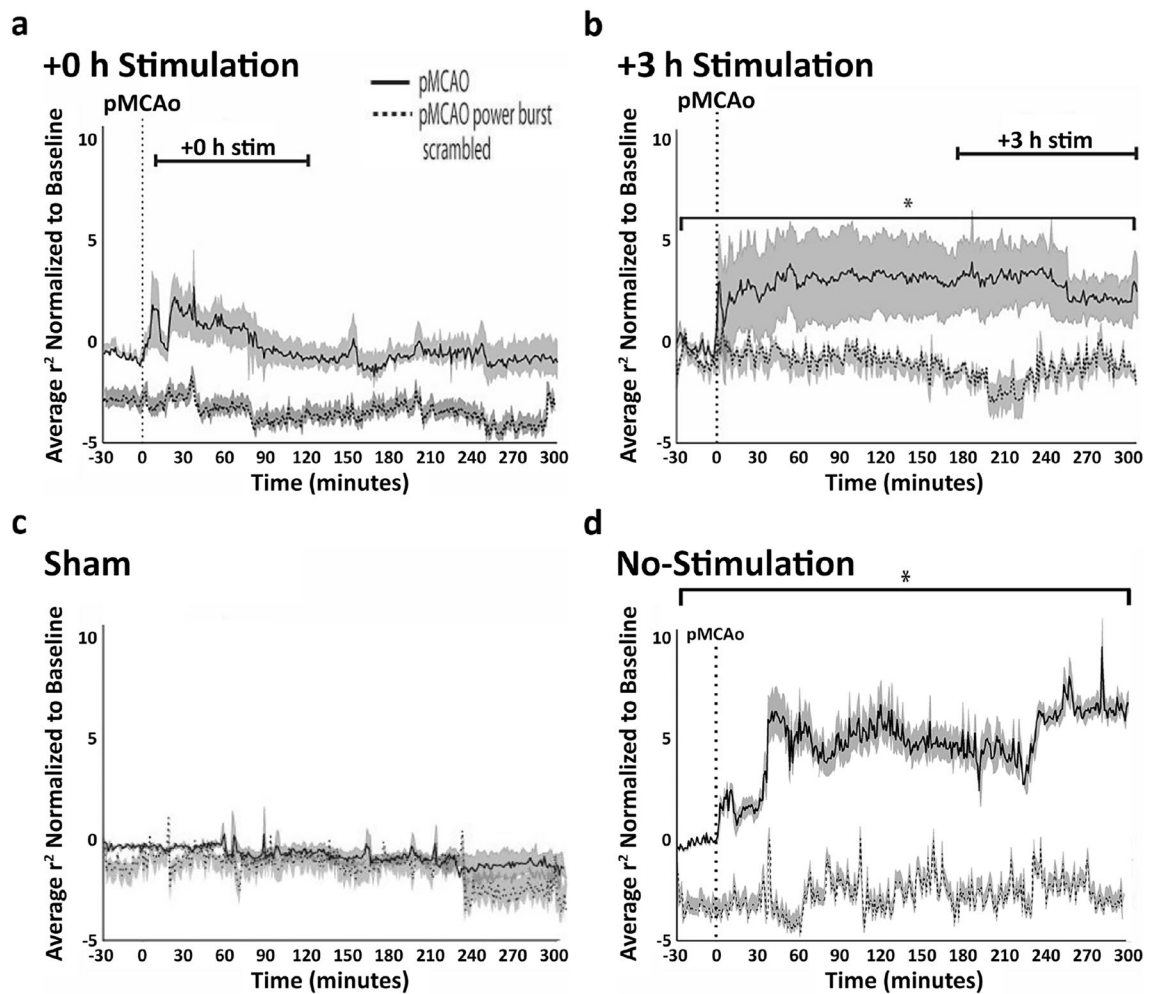 a
+0 h Stimulation
pMCAo
+0 h stim
pMCAO
pMCAO power burst
scrambled
Average r² Normalized to Baseline
10
5
0
-5
-30 0 30 60 90 120 150 180 210 240 270 300
Time (minutes)
b
+3 h Stimulation
pMCAo
+3 h stim
*
Average r² Normalized to Baseline
10
5
0
-5
-30 0 30 60 90 120 150 180 210 240 270 300
Time (minutes)
c
Sham
Average r² Normalized to Baseline
10
5
0
-5
-30 0 30 60 90 120 150 180 210 240 270 300
Time (minutes)
d
No-Stimulation
*
pMCAo
Average r² Normalized to Baseline
10
5
0
-5
-30 0 30 60 90 120 150 180 210 240 270 300
Time (minutes)